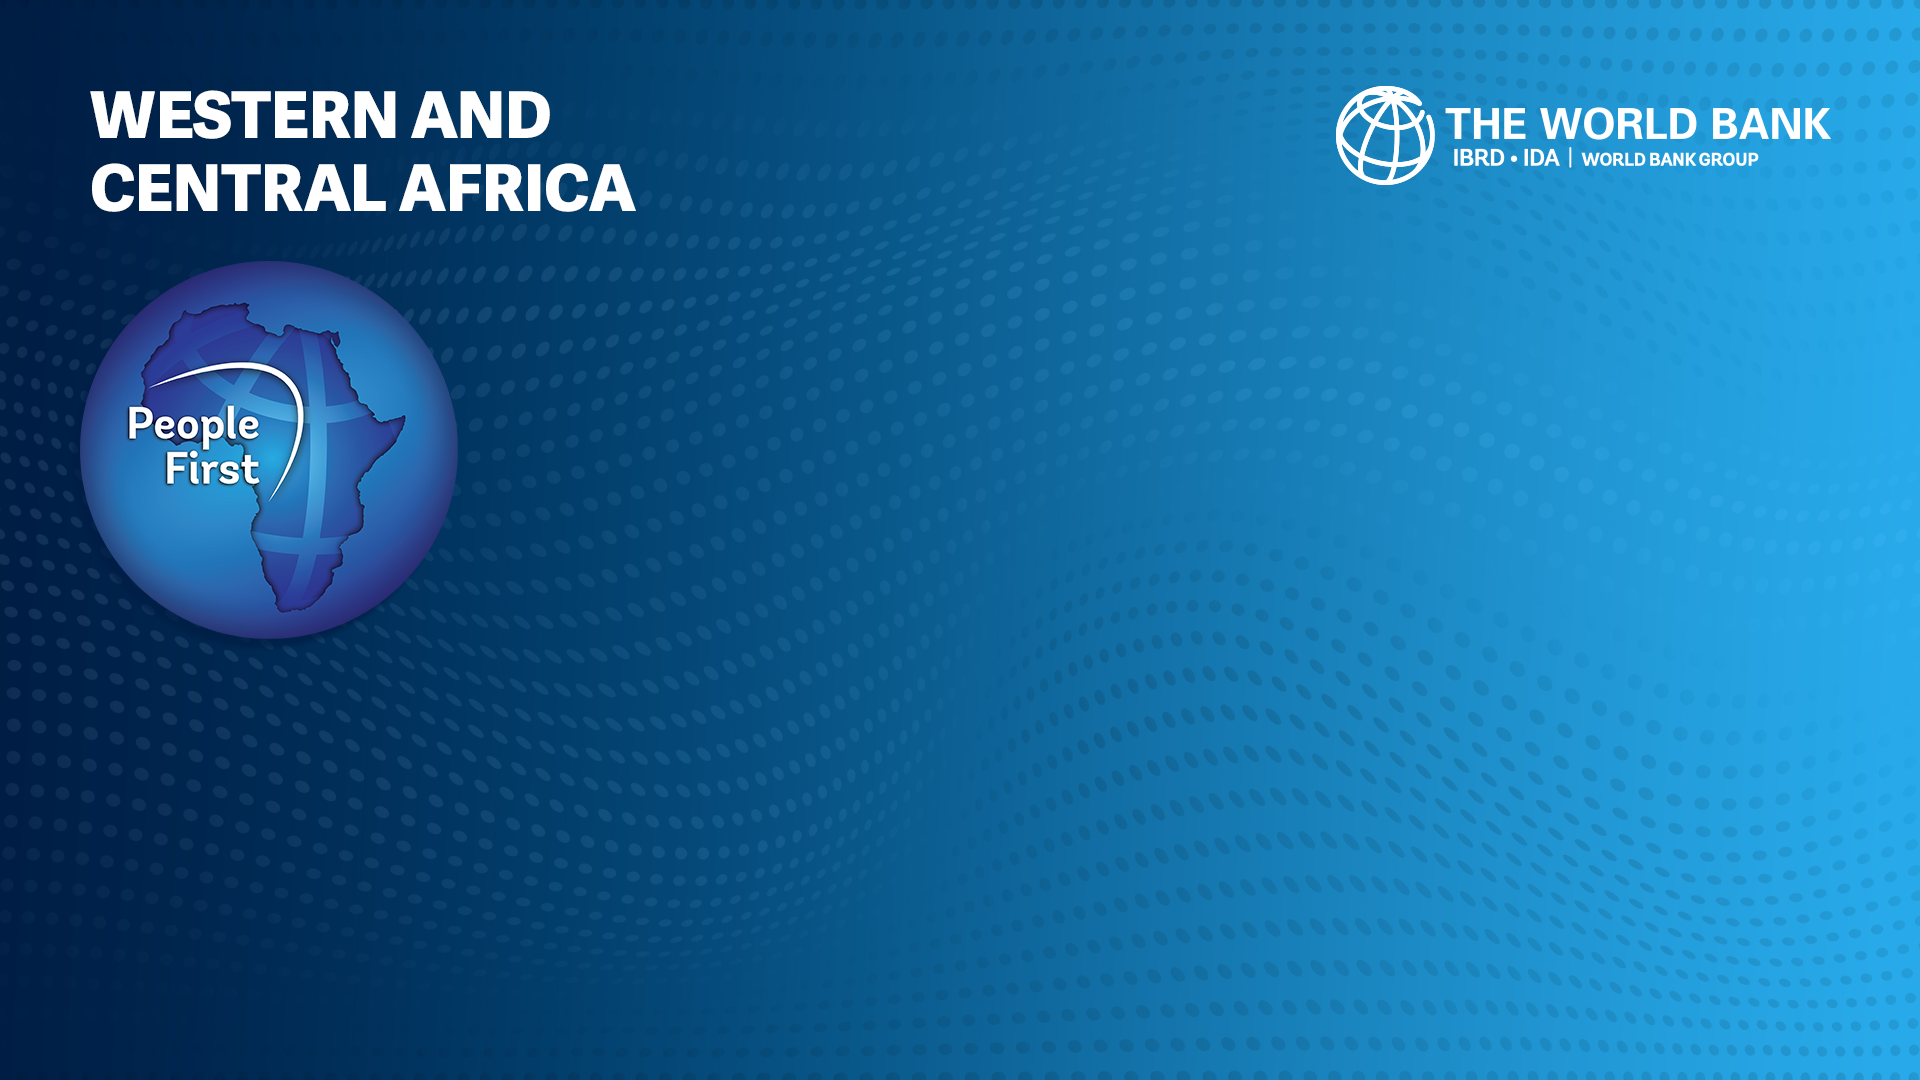 WESTERN AND
CENTRAL AFRICA
THE WORLD BANK
IBRD • IDA | WORLD BANK GROUP
People
First